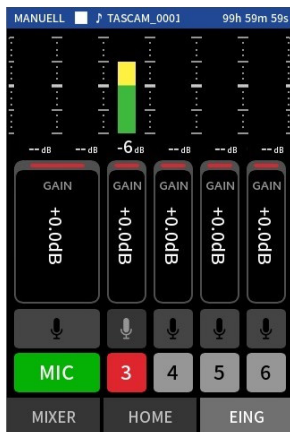 MANUELL ♪ TASCAM_0001 99h 59m 59s
-- dB -- dB -6 dB -- dB -- dB -- dB
GAIN GAIN GAIN GAIN GAIN
+0.0dB +0.0dB +0.0dB +0.0dB +0.0dB
MIC 3 4 5 6
MIXER HOME EING